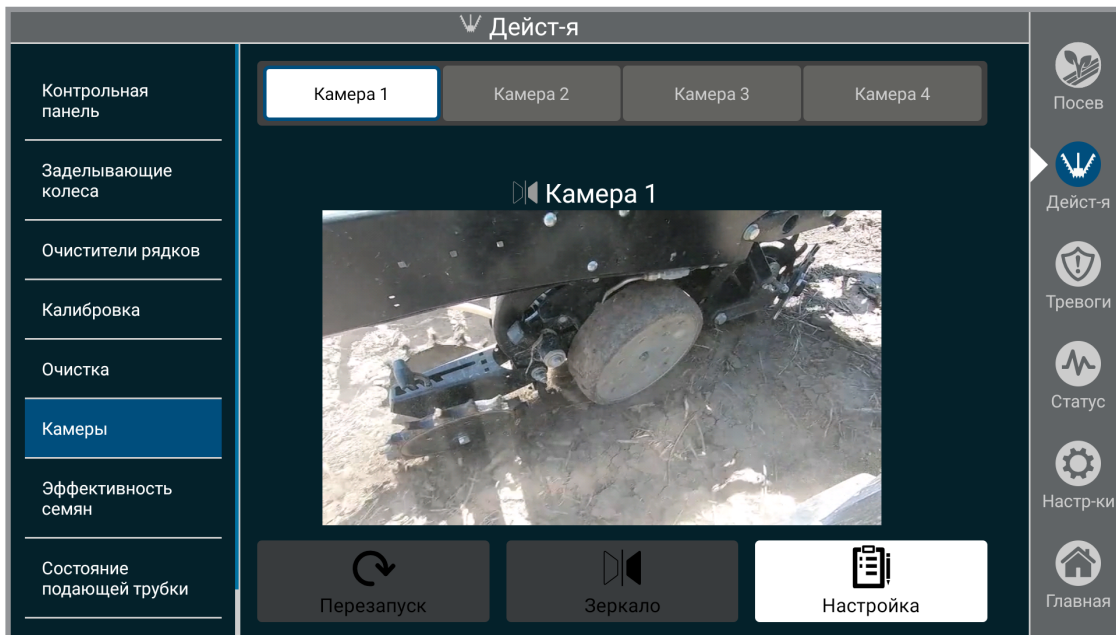 Дейст-я
Контрольная
панель
Заделывающие
колеса
Очистители рядков
Калибровка
Очистка
Камеры
Эффективность
семян
Состояние
подающей трубки
Камера 1
Камера 2
Камера 3
Камера 4
Камера 1
Перезапуск
Зеркало
Настройка
Посев
Дейст-я
Тревоги
Статус
Настр-ки
Главная